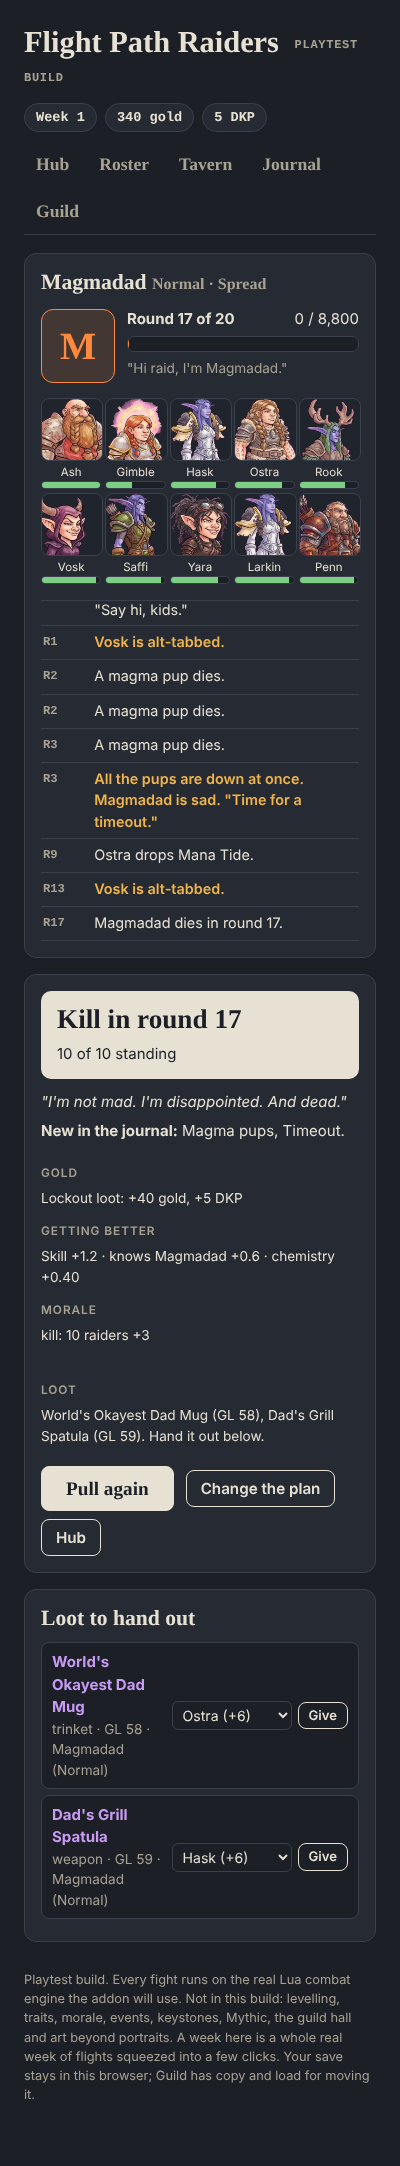 Flight Path Raiders PLAYTEST
BUILD
Week 1 340 gold 5 DKP
Hub Roster Tavern Journal
Guild
Magmadad Normal · Spread
M
Round 17 of 20 0 / 8,800
"Hi raid, I'm Magmadad."
Ash Gimble Hask Ostra Rook
Vosk Saffi Yara Larkin Penn
"Say hi, kids."
R1 Vosk is alt-tabbed.
R2 A magma pup dies.
R2 A magma pup dies.
R3 A magma pup dies.
R3 All the pups are down at once.
Magmadad is sad. "Time for a
timeout."
R9 Ostra drops Mana Tide.
R13 Vosk is alt-tabbed.
R17 Magmadad dies in round 17.
Kill in round 17
10 of 10 standing
"I'm not mad. I'm disappointed. And dead."
New in the journal: Magma pups, Timeout.
GOLD
Lockout loot: +40 gold, +5 DKP
GETTING BETTER
Skill +1.2 · knows Magmadad +0.6 · chemistry
+0.40
MORALE
kill: 10 raiders +3
LOOT
World's Okayest Dad Mug (GL 58), Dad's Grill
Spatula (GL 59). Hand it out below.
Pull again Change the plan
Hub
Loot to hand out
World's
Okayest Dad
Mug
trinket · GL 58 ·
Magmadad
(Normal)
Ostra (+6) Give
Dad's Grill
Spatula
weapon · GL 59 ·
Magmadad
(Normal)
Hask (+6) Give
Playtest build. Every fight runs on the real Lua combat
engine the addon will use. Not in this build: levelling,
traits, morale, events, keystones, Mythic, the guild hall
and art beyond portraits. A week here is a whole real
week of flights squeezed into a few clicks. Your save
stays in this browser; Guild has copy and load for moving
it.